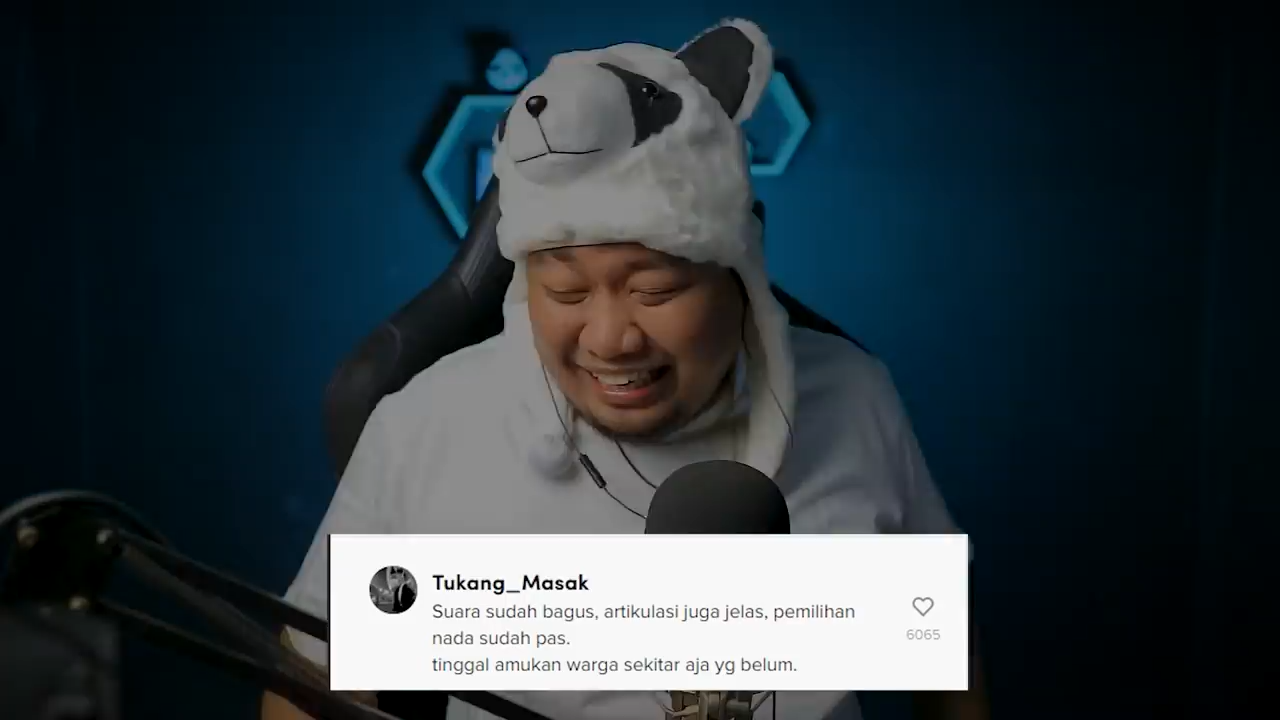 Tukang_Masak
Suara sudah bagus, artikulasi juga jelas, pemilihan
nada sudah pas.
tinggal amukan warga sekitar aja yg belum.
6065